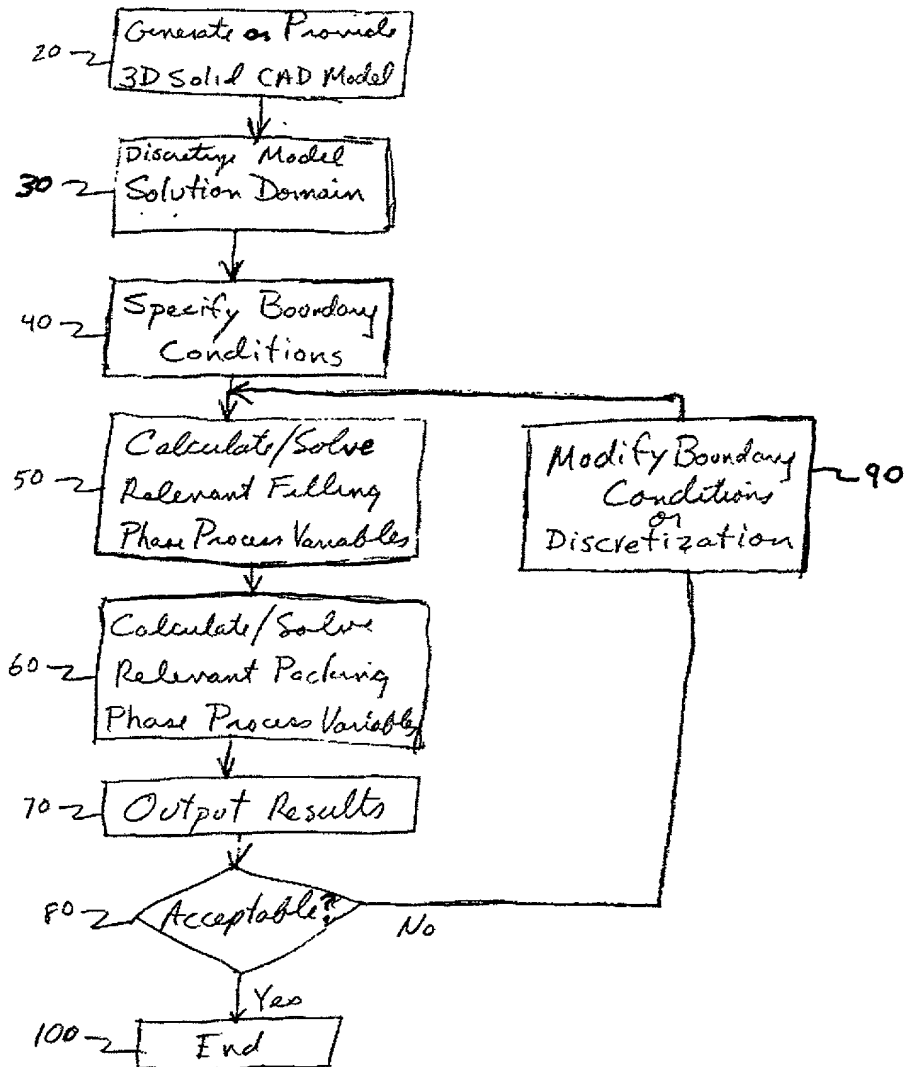 Generate or Provide
20
3D Solid CAD Model
Discretize Model
30
Solution Domain
Specify Boundary
40
Conditions
Calculate/Solve
50
Relevant Filling
Phase Process Variables
Modify Boundary
90
Conditions
or
Discretization
Calculate/Solve
60
Relevant Packing
Phase Process Variables
70
Output Results
80
Acceptable?
No
Yes
100
End